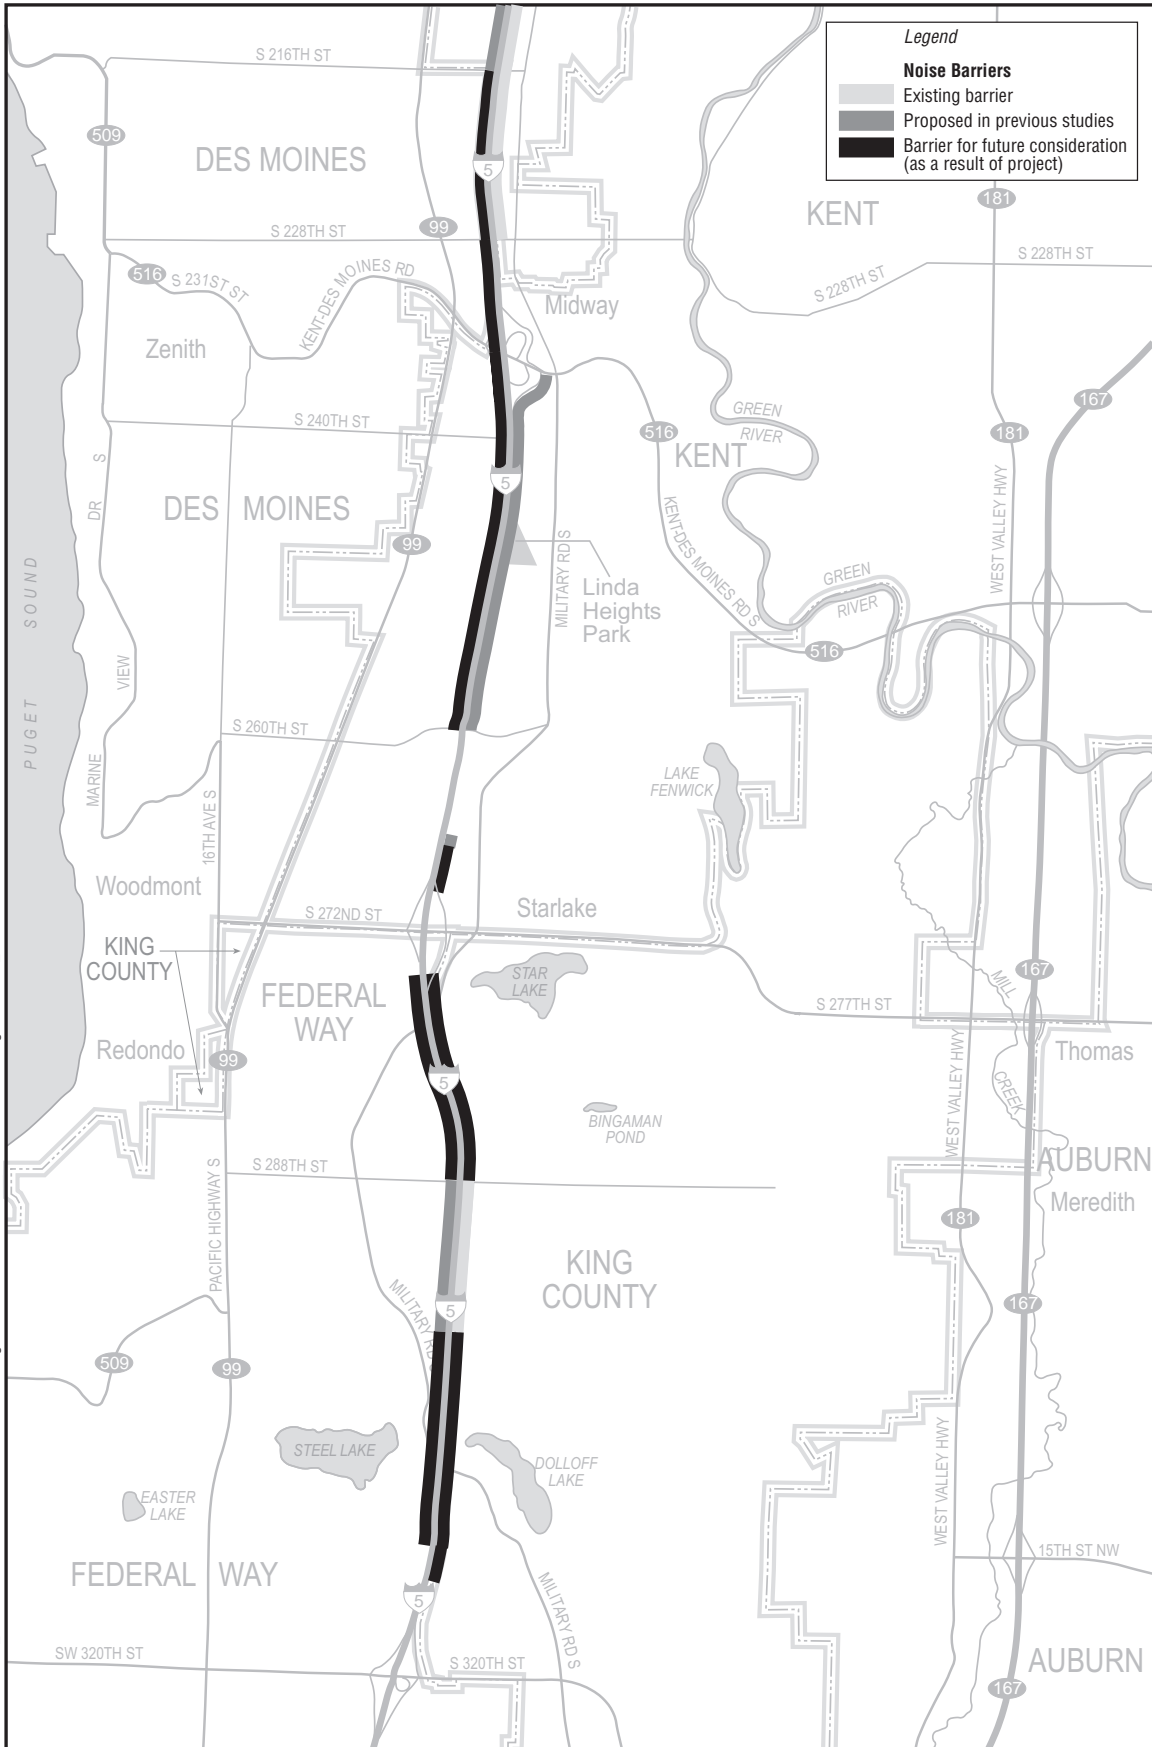 Legend
Noise Barriers
Existing barrier
Proposed in previous studies
Barrier for future consideration
(as a result of project)
S 216TH ST
509
DES MOINES
5
KENT
181
99
S 228TH ST
S 228TH ST
516
S 231ST ST
KENT-DES MOINES RD
S 228TH ST
Midway
Zenith
167
GREEN
RIVER
S 240TH ST
516
181
KENT
S
DR
DES MOINES
5
WEST VALLEY HWY
KENT-DES MOINES RD S
99
MILITARY RD S
PUGET SOUND
Linda
Heights
Park
GREEN
RIVER
516
VIEW
S 260TH ST
MARINE
LAKE
FENWICK
16TH AVE S
Woodmont
S 272ND ST
Starlake
KING
COUNTY
FEDERAL
WAY
STAR
LAKE
167
MILL
S 277TH ST
Redondo
99
WEST VALLEY HWY
Thomas
5
CREEK
BINGAMAN
POND
S 288TH ST
AUBURN
Meredith
PACIFIC HIGHWAY S
181
KING
COUNTY
MILITARY RD
5
167
509
99
STEEL LAKE
DOLLOFF
LAKE
WEST VALLEY HWY
EASTER
LAKE
15TH ST NW
FEDERAL WAY
5
MILITARY RD S
SW 320TH ST
S 320TH ST
AUBURN
167